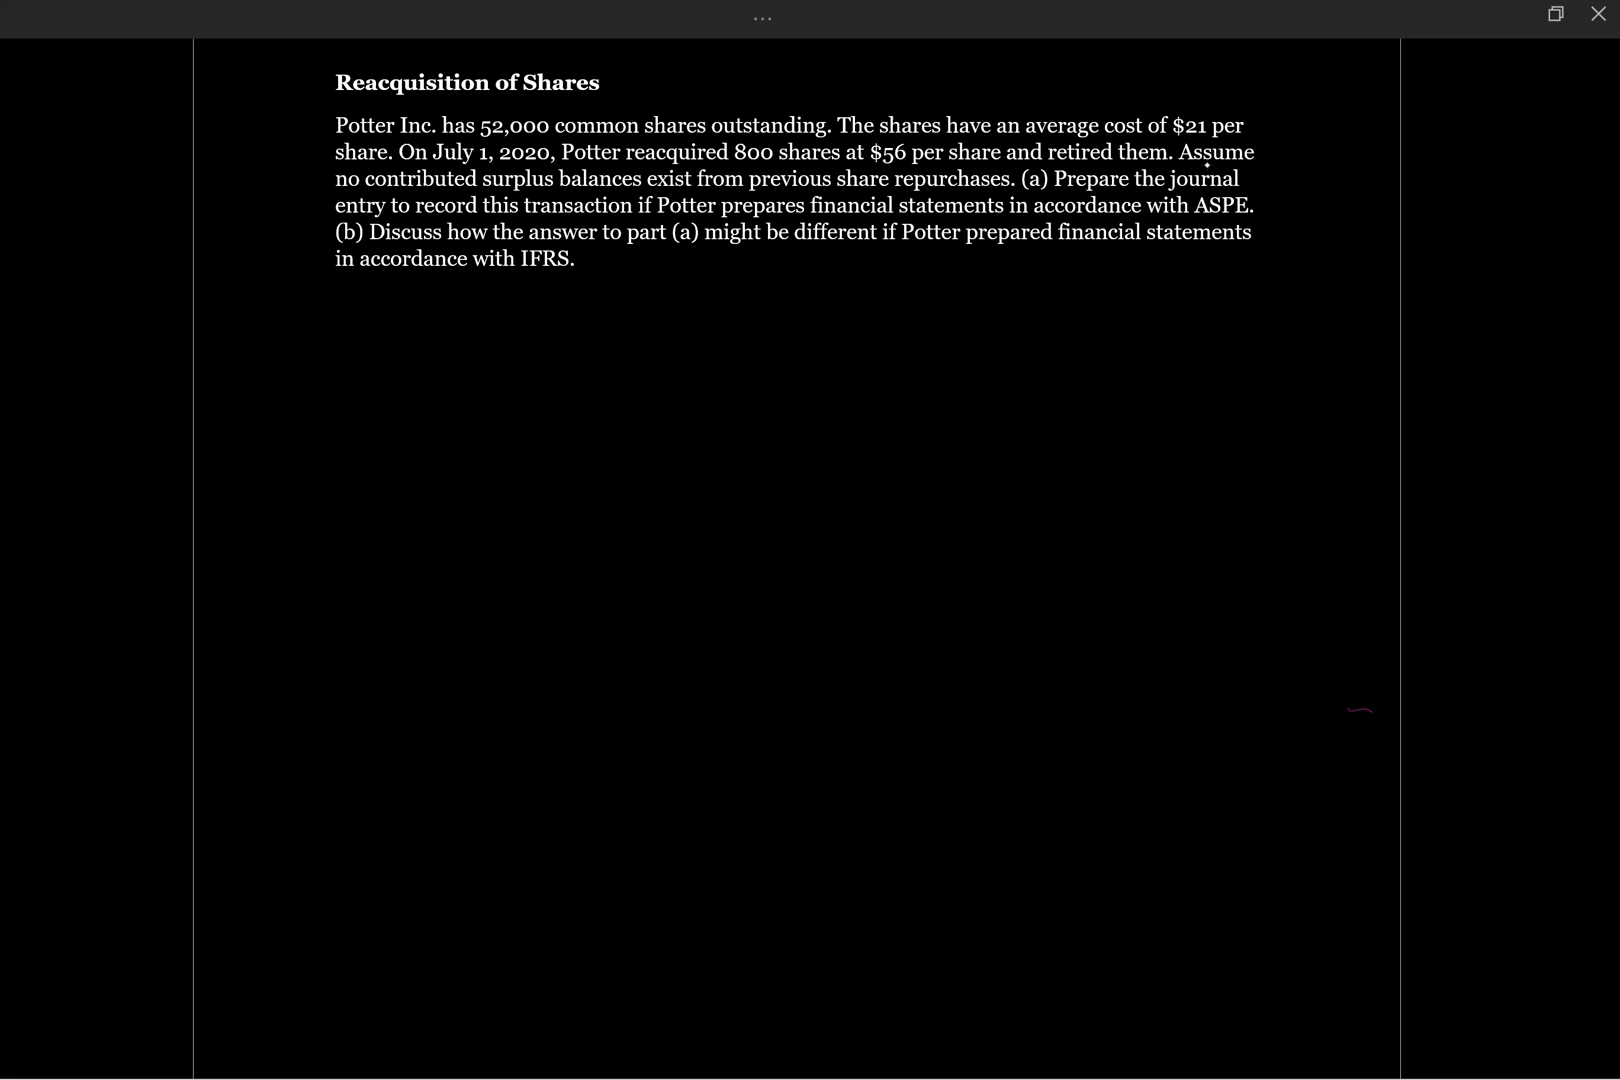 Reacquisition of Shares
Potter Inc. has 52,000 common shares outstanding. The shares have an average cost of $21 per
share. On July 1, 2020, Potter reacquired 800 shares at $56 per share and retired them. Assume
no contributed surplus balances exist from previous share repurchases. (a) Prepare the journal
entry to record this transaction if Potter prepares financial statements in accordance with ASPE.
(b) Discuss how the answer to part (a) might be different if Potter prepared financial statements
in accordance with IFRS.